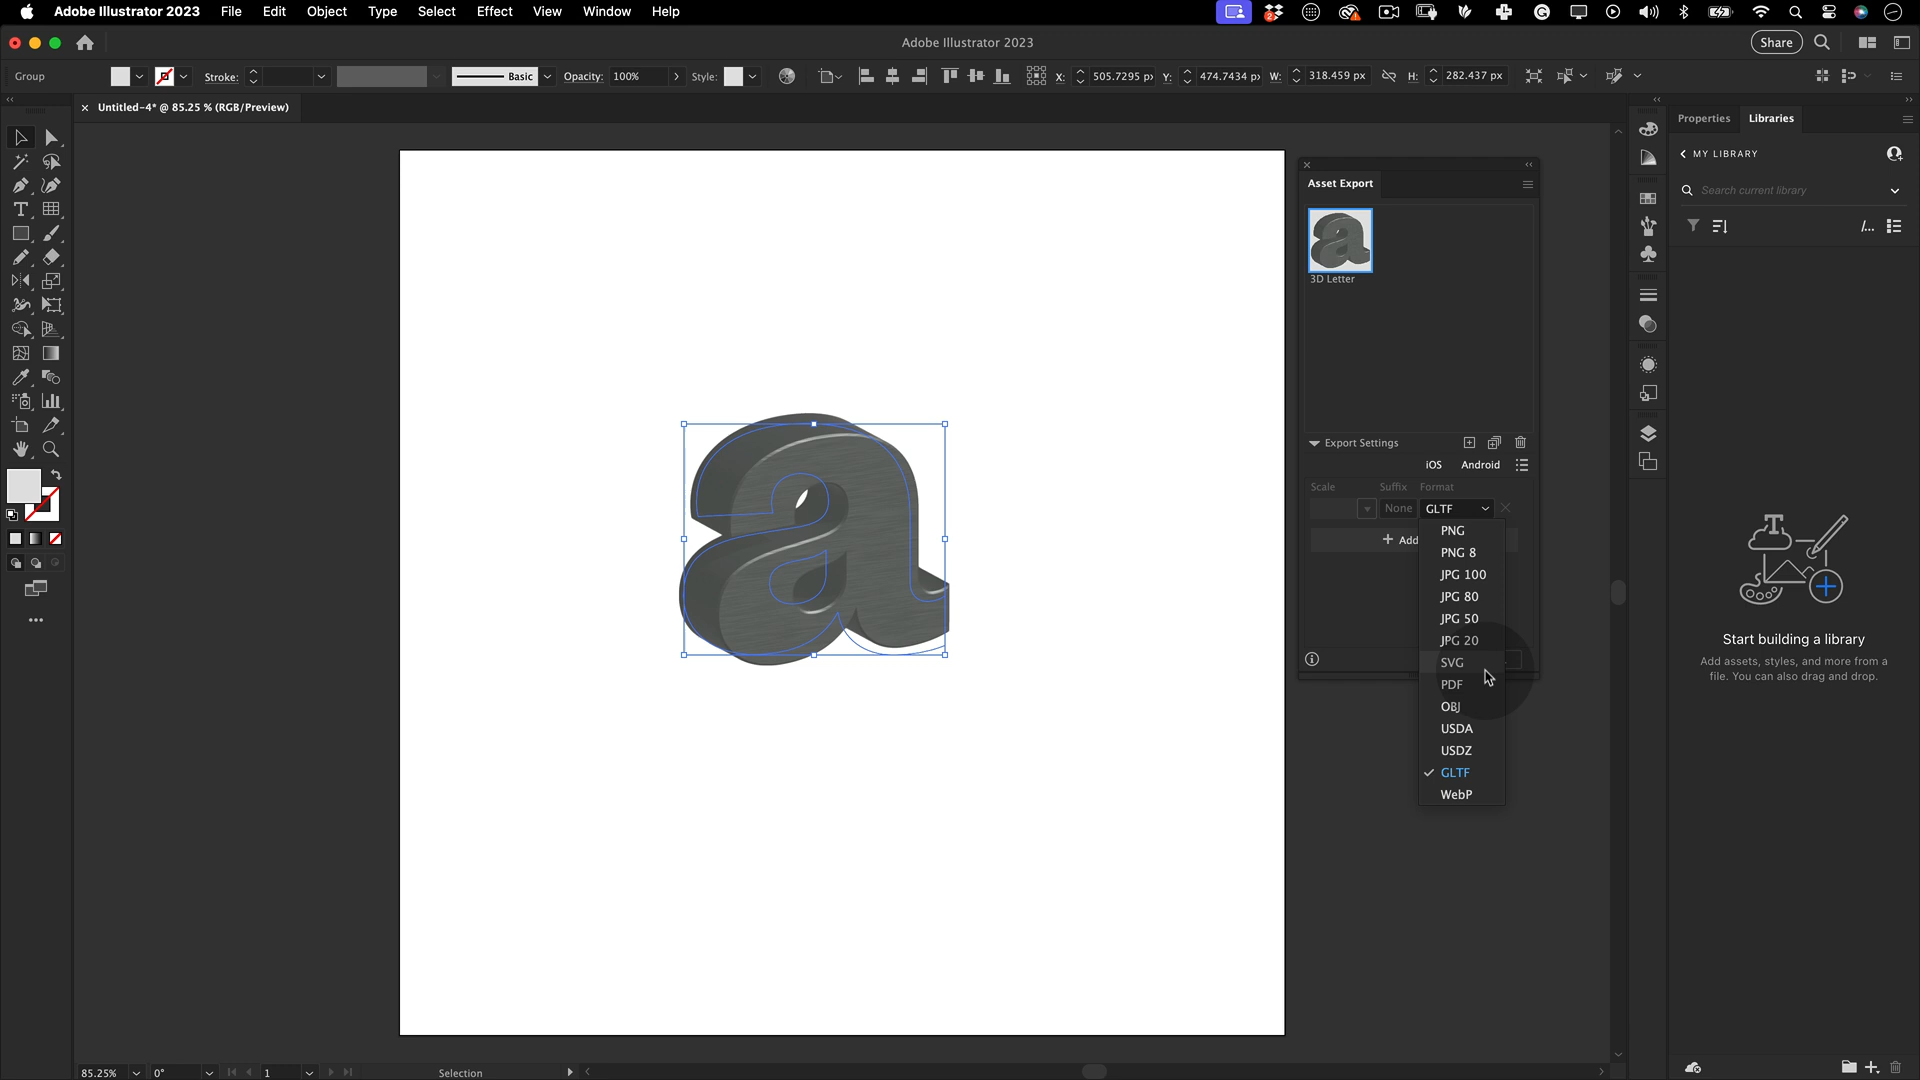 Adobe Illustrator 2023 File Edit Object Type Select Effect View Window Help
Adobe Illustrator 2023
Share
Group
Stroke:
Basic
Opacity: 100%
Style:
X: 505.7295 px
Y: 474.7434 px
W: 318.459 px
H: 282.437 px
× Untitled-4* @ 85.25 % (RGB/Preview)
Properties Libraries
MY LIBRARY
Search current library
Asset Export
3D Letter
Export Settings
iOS Android
Scale Suffix Format
None GLTF
+ Add
PNG
PNG 8
JPG 100
JPG 80
JPG 50
JPG 20
SVG
PDF
OBJ
USDA
USDZ
GLTF
WebP
Start building a library
Add assets, styles, and more from a
file. You can also drag and drop.
85.25% 0° 1 Selection